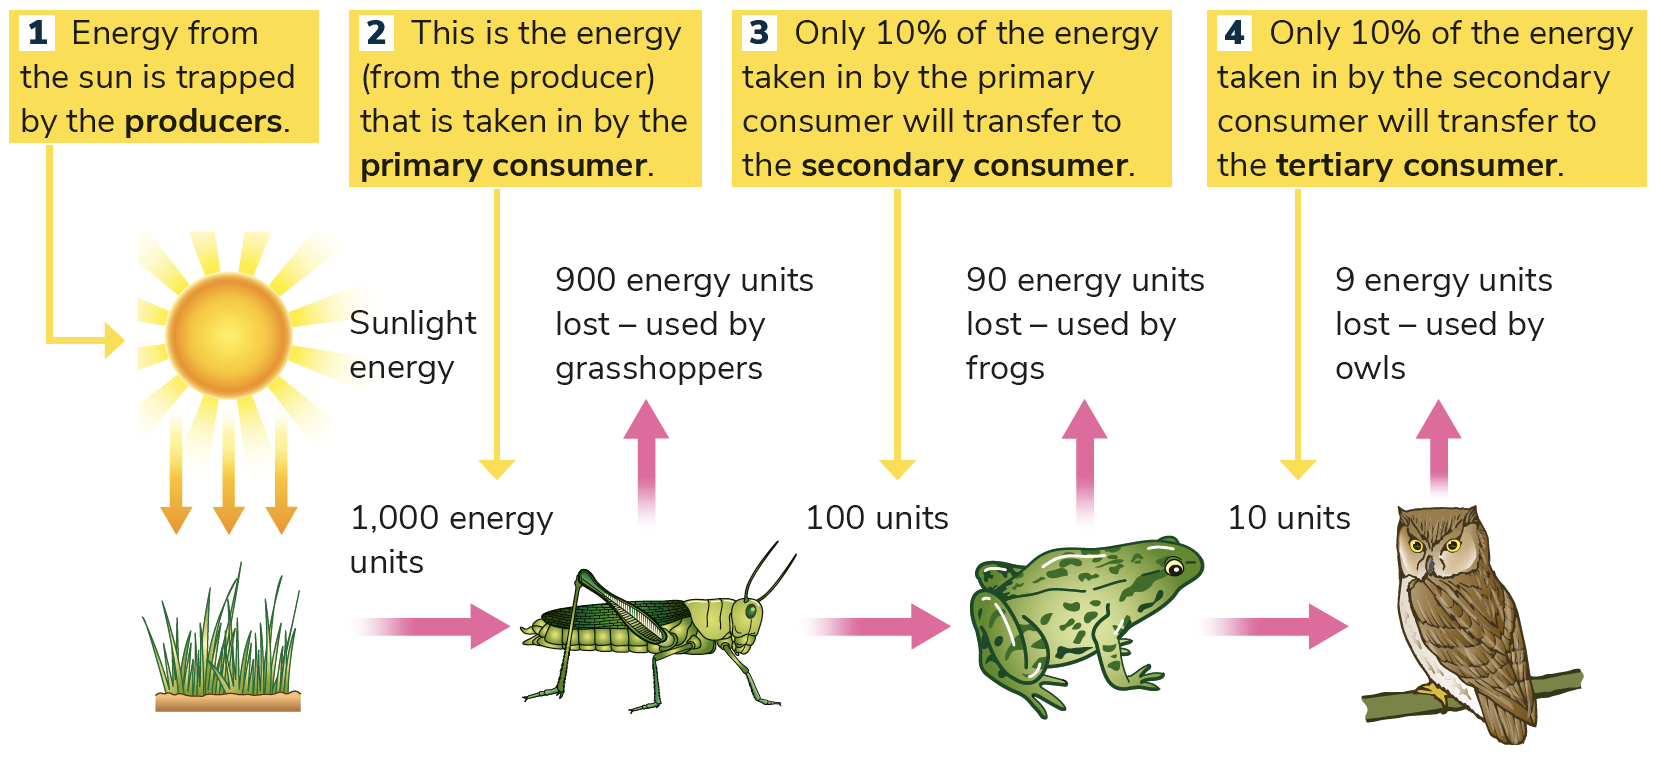 1 Energy from
the sun is trapped
by the producers.
2 This is the energy
(from the producer)
that is taken in by the
primary consumer.
3 Only 10% of the energy
taken in by the primary
consumer will transfer to
the secondary consumer.
4 Only 10% of the energy
taken in by the secondary
consumer will transfer to
the tertiary consumer.
Sunlight
energy
900 energy units
lost – used by
grasshoppers
90 energy units
lost – used by
frogs
9 energy units
lost – used by
owls
1,000 energy
units
100 units
10 units